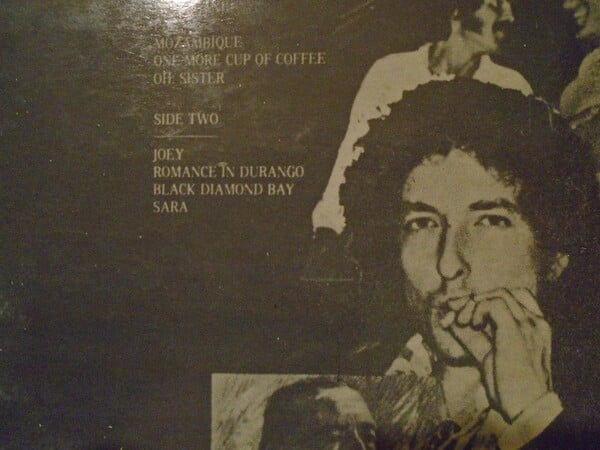 MOZAMBIQUE
ONE MORE CUP OF COFFEE
OH, SISTER
SIDE TWO
JOEY
ROMANCE IN DURANGO
BLACK DIAMOND BAY
SARA